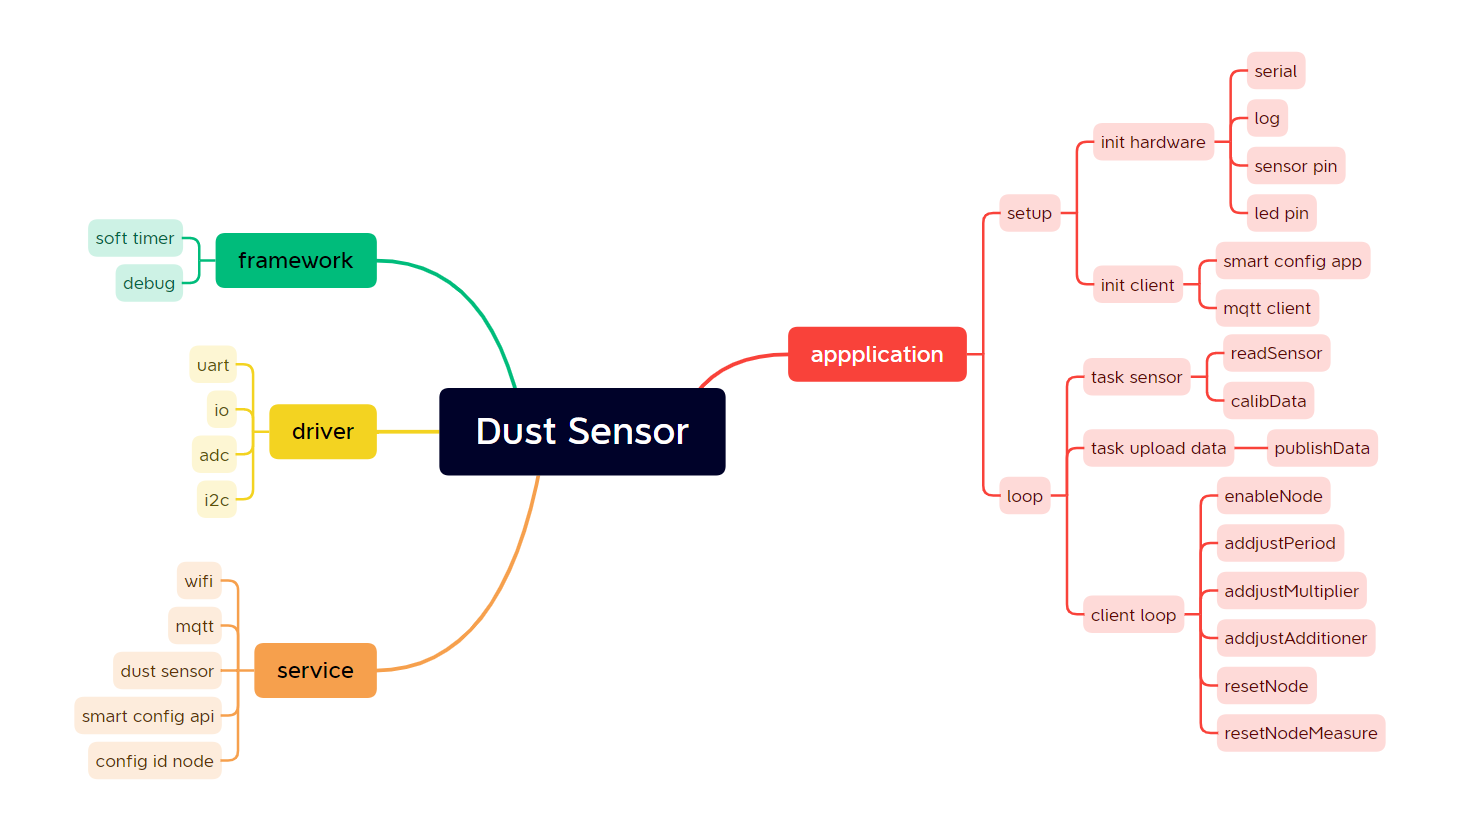 Dust Sensor
framework
soft timer
debug
driver
uart
io
adc
i2c
service
wifi
mqtt
dust sensor
smart config api
config id node
appplication
setup
init hardware
serial
log
sensor pin
led pin
init client
smart config app
mqtt client
loop
task sensor
readSensor
calibData
task upload data
publishData
client loop
enableNode
addjustPeriod
addjustMultiplier
addjustAdditioner
resetNode
resetNodeMeasure